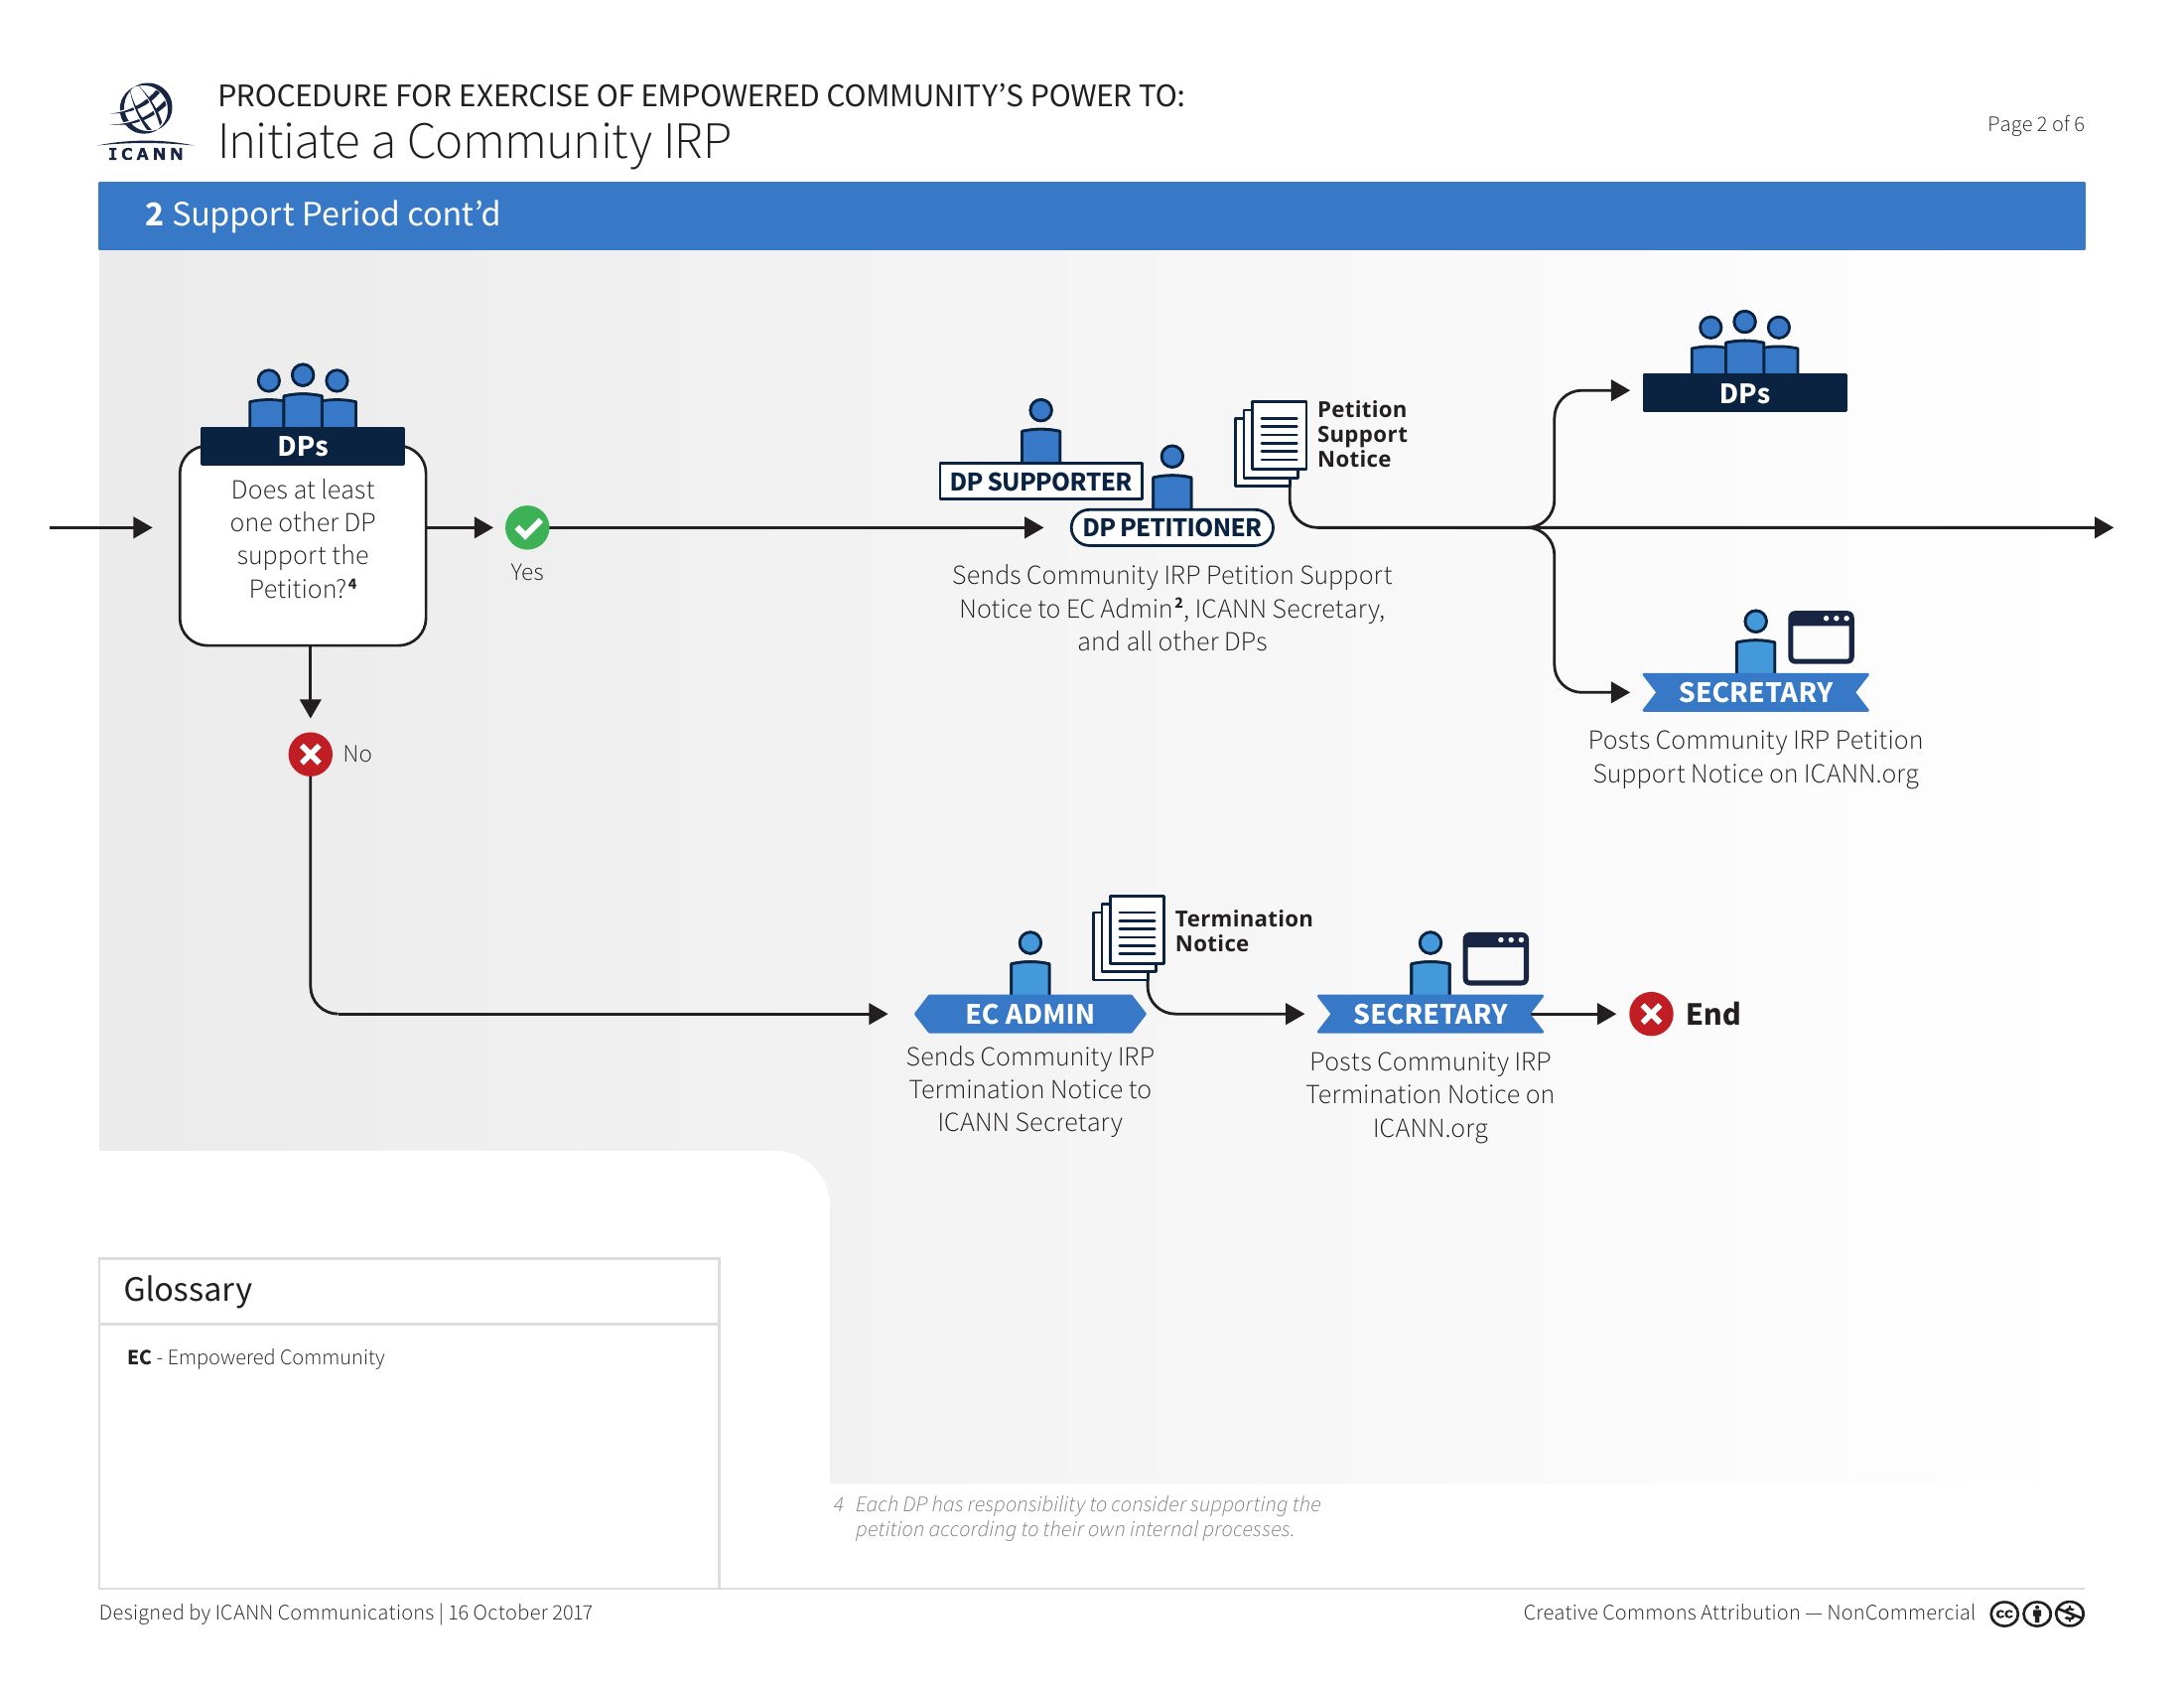 PROCEDURE FOR EXERCISE OF EMPOWERED COMMUNITY’S POWER TO:
Initiate a Community IRP
ICANN
Page 2 of 6
2 Support Period cont’d
DPs
Does at least
one other DP
support the
Petition?⁴
Yes
No
DP SUPPORTER
DP PETITIONER
Petition
Support
Notice
Sends Community IRP Petition Support
Notice to EC Admin², ICANN Secretary,
and all other DPs
DPs
SECRETARY
Posts Community IRP Petition
Support Notice on ICANN.org
EC ADMIN
Termination
Notice
Sends Community IRP
Termination Notice to
ICANN Secretary
SECRETARY
Posts Community IRP
Termination Notice on
ICANN.org
End
Glossary
EC - Empowered Community
4 Each DP has responsibility to consider supporting the
petition according to their own internal processes.
Designed by ICANN Communications | 16 October 2017
Creative Commons Attribution — NonCommercial
cc